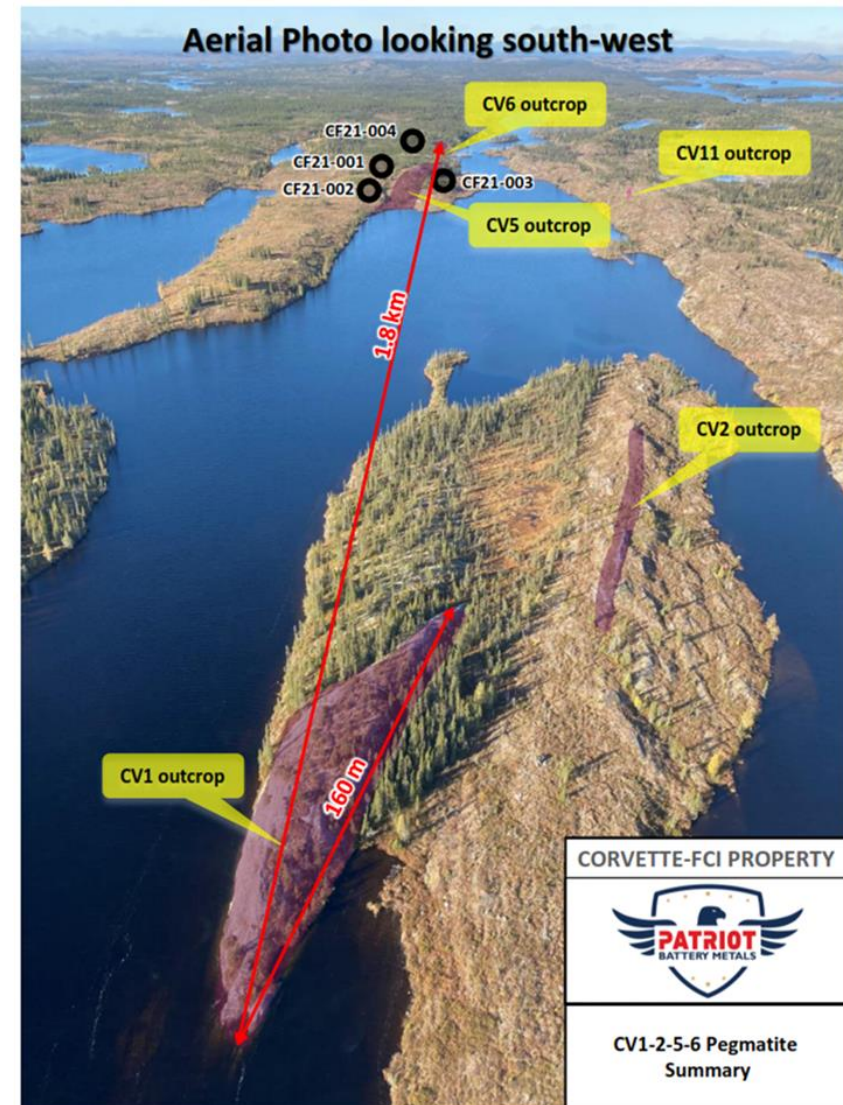 Aerial Photo looking south-west
CV6 outcrop
CF21-004
CV11 outcrop
CF21-001
CF21-002
CF21-003
CV5 outcrop
1.8 km
CV2 outcrop
CV1 outcrop
160 m
CORVETTE-FCI PROPERTY
PATRIOT
BATTERY METALS
CV1-2-5-6 Pegmatite
Summary